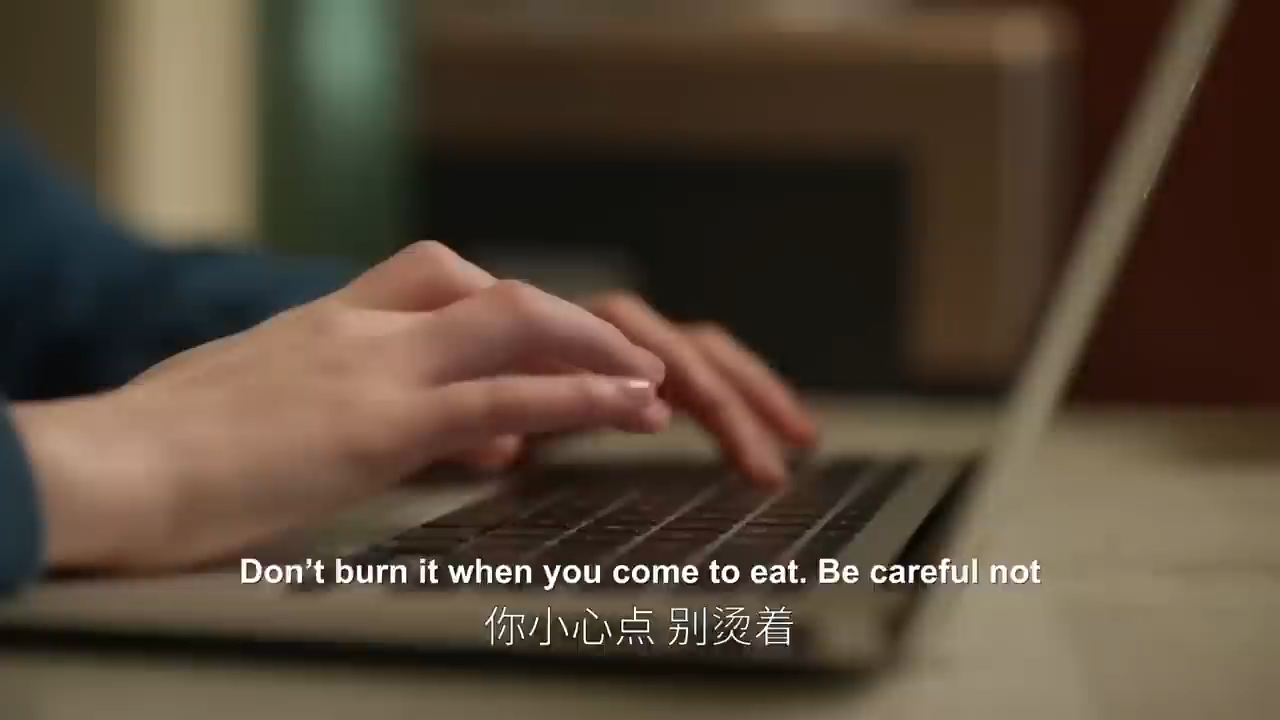 Don’t burn it when you come to eat. Be careful not
你小心点 别烫着